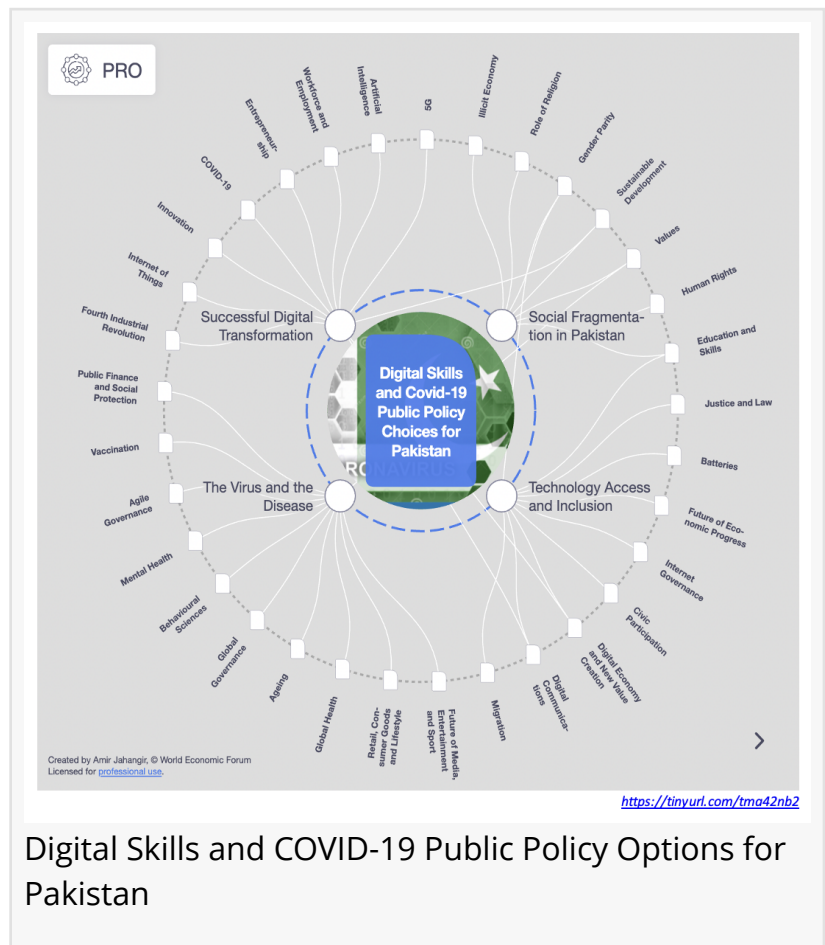 PRO
Artificial
Intelligence
5G
Illicit Economy
Role of Religion
Gender Parity
Sustainable
Development
Values
Human Rights
Education and
Skills
Justice and Law
Batteries
Future of Eco-
nomic Progress
Internet
Governance
Civic
Participation
Digital Economy
and New Value
Creation
Digital
Communica-
tions
Migration
Future of Media,
Entertainment
and Sport
Retail, Con-
sumer Goods
and Lifestyle
Global Health
Ageing
Global
Governance
Behavioural
Sciences
Mental Health
Agile
Governance
Vaccination
Public Finance
and Social
Protection
Fourth Industrial
Revolution
Internet of
Things
Innovation
COVID-19
Entrepreneur-
ship
Workforce and
Employment
Successful Digital
Transformation
Social Fragmenta-
tion in Pakistan
Digital Skills
and Covid-19
Public Policy
Choices for
Pakistan
RONAVIRUS
The Virus and the
Disease
Technology Access
and Inclusion
Created by Amir Jahangir, © World Economic Forum
Licensed for professional use.
https://tinyurl.com/tma42nb2
Digital Skills and COVID-19 Public Policy Options for
Pakistan